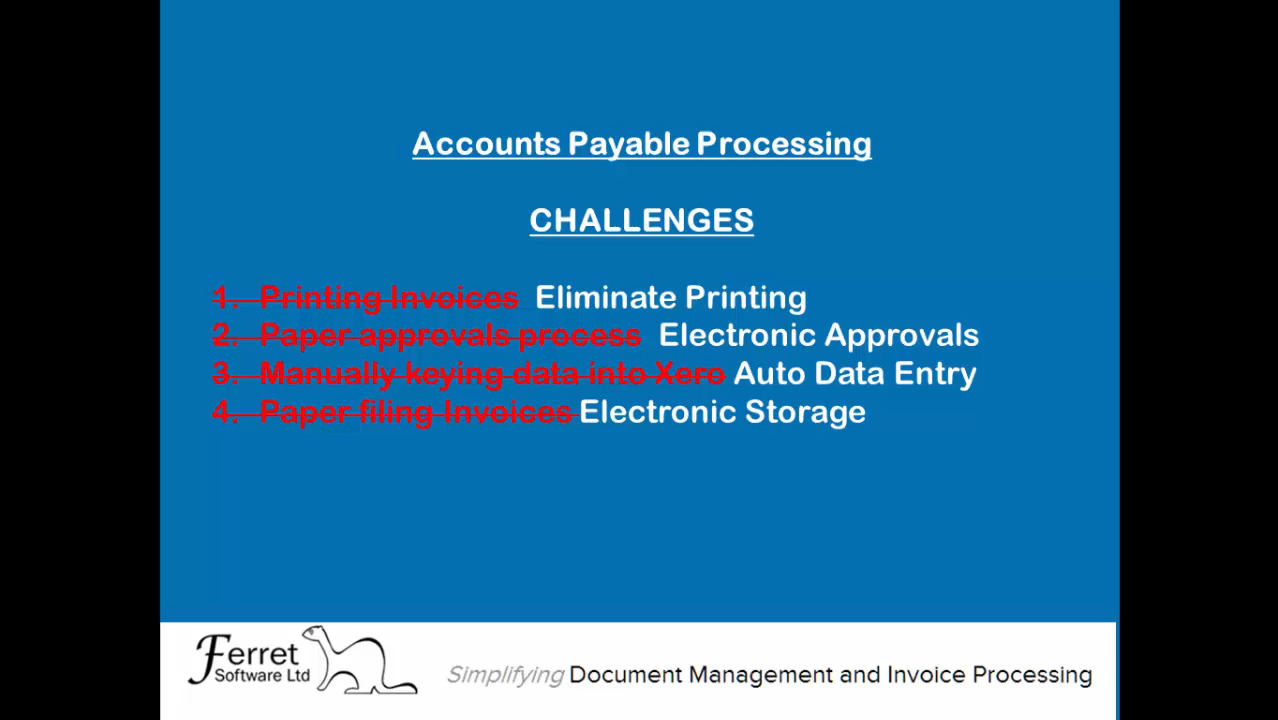 Accounts Payable Processing
CHALLENGES
1. Printing Invoices Eliminate Printing
2. Paper approvals process Electronic Approvals
3. Manually keying data into Xero Auto Data Entry
4. Paper filing Invoices Electronic Storage
Ferret
Software Ltd
Simplifying Document Management and Invoice Processing